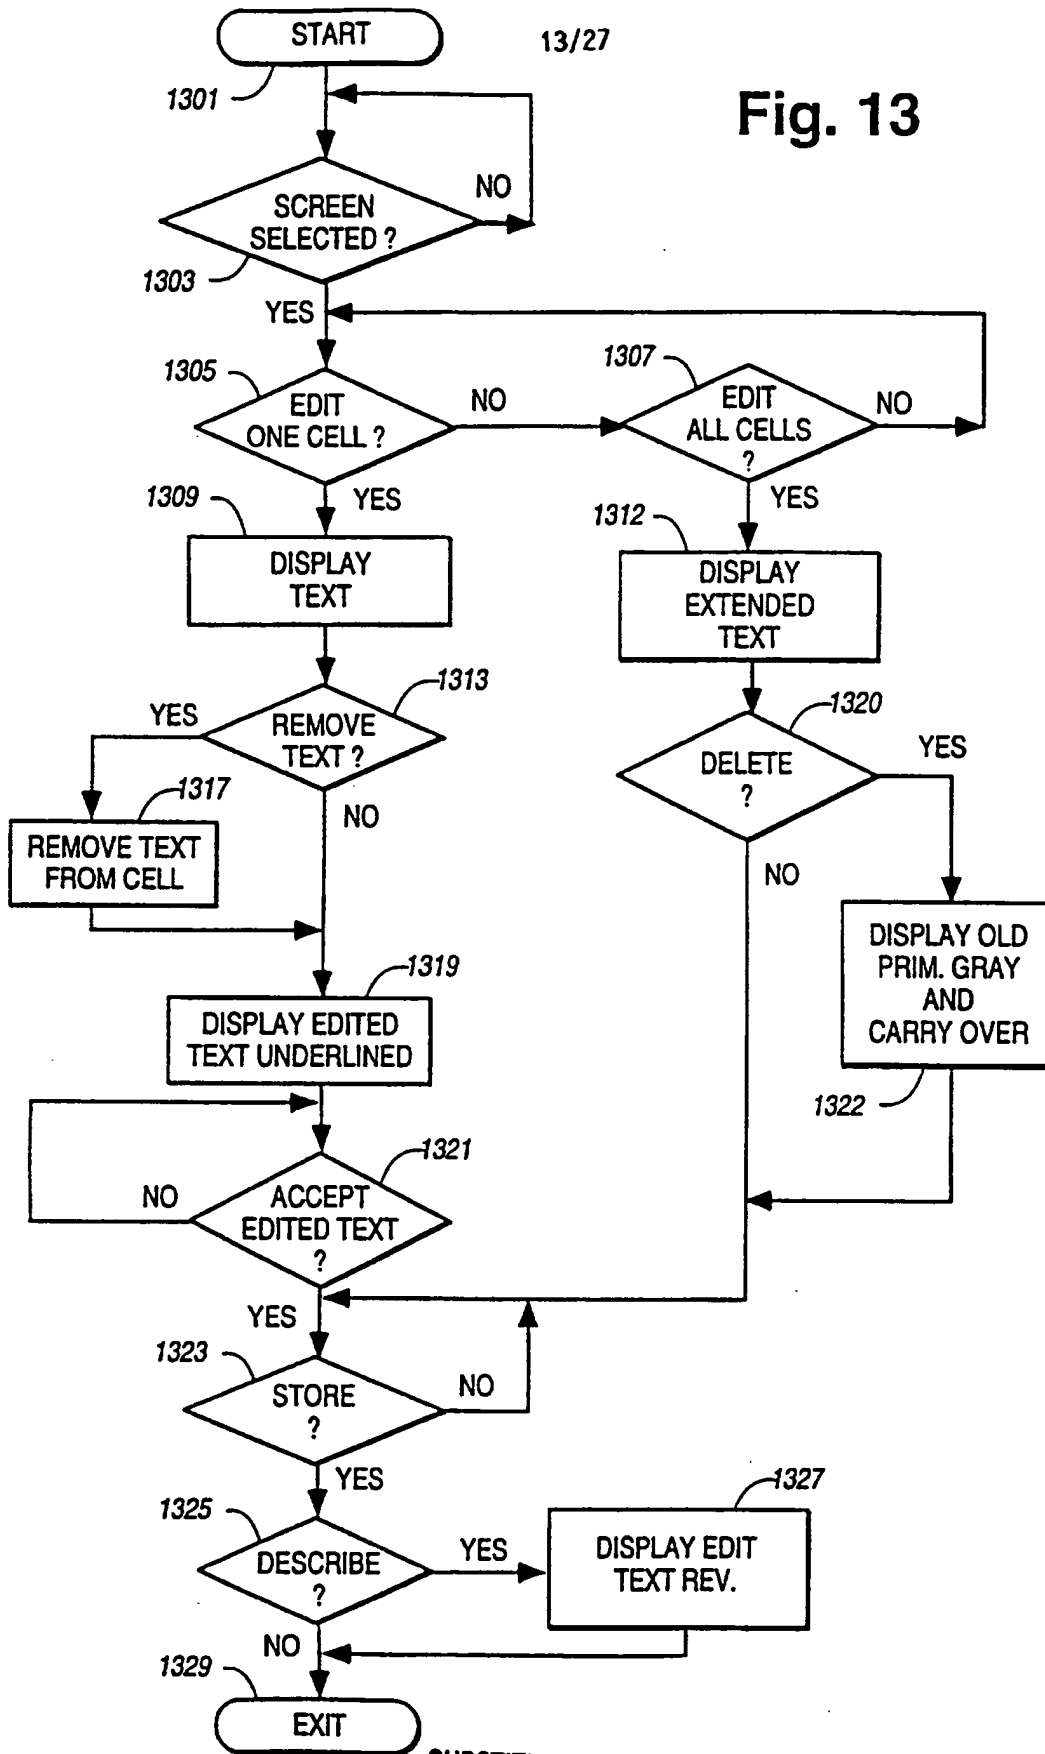 START
13/27
1301
Fig. 13
NO
SCREEN
SELECTED ?
1303
YES
1305
1307
EDIT
ONE CELL ?
NO
EDIT
ALL CELLS
?
NO
YES
YES
1309
1312
DISPLAY
TEXT
DISPLAY
EXTENDED
TEXT
1313
1320
YES
REMOVE
TEXT ?
DELETE
?
YES
1317
NO
REMOVE TEXT
FROM CELL
NO
DISPLAY OLD
PRIM. GRAY
AND
CARRY OVER
1319
DISPLAY EDITED
TEXT UNDERLINED
1322
1321
NO
ACCEPT
EDITED TEXT
?
YES
1323
STORE
?
NO
YES
1327
1325
DESCRIBE
?
YES
DISPLAY EDIT
TEXT REV.
NO
1329
EXIT